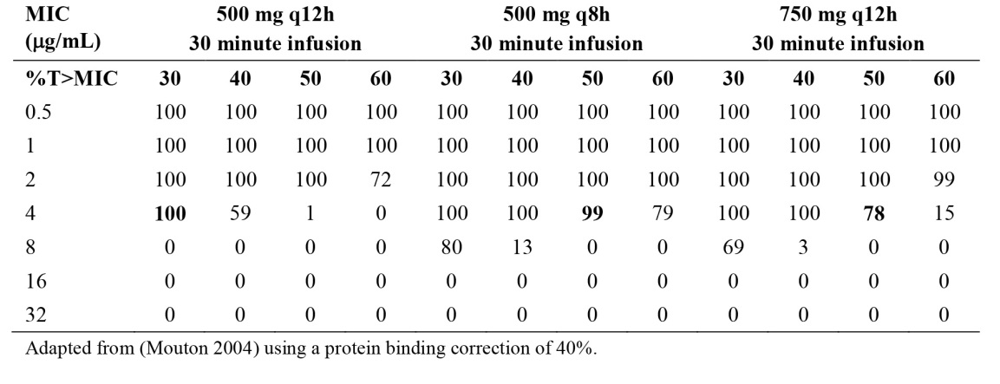 MIC 500 mg q12h 500 mg q8h 750 mg q12h
(μg/mL) 30 minute infusion 30 minute infusion 30 minute infusion
%T>MIC 30 40 50 60 30 40 50 60 30 40 50 60
0.5 100 100 100 100 100 100 100 100 100 100 100 100
1 100 100 100 100 100 100 100 100 100 100 100 100
2 100 100 100 72 100 100 100 100 100 100 100 99
4 100 59 1 0 100 100 99 79 100 100 78 15
8 0 0 0 0 80 13 0 0 69 3 0 0
16 0 0 0 0 0 0 0 0 0 0 0 0
32 0 0 0 0 0 0 0 0 0 0 0 0
Adapted from (Mouton 2004) using a protein binding correction of 40%.